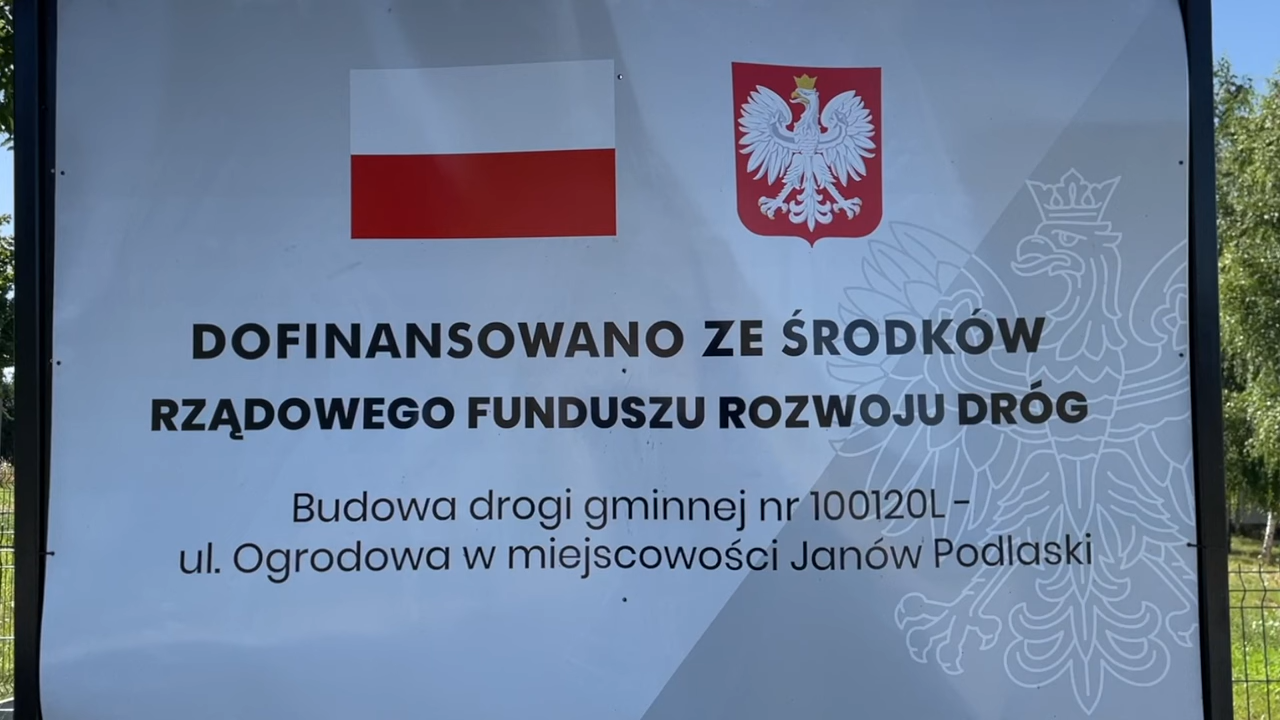 DOFINANSOWANO ZE ŚRODKÓW
RZĄDOWEGO FUNDUSZU ROZWOJU DRÓG
Budowa drogi gminnej nr 100120L -
ul. Ogrodowa w miejscowości Janów Podlaski